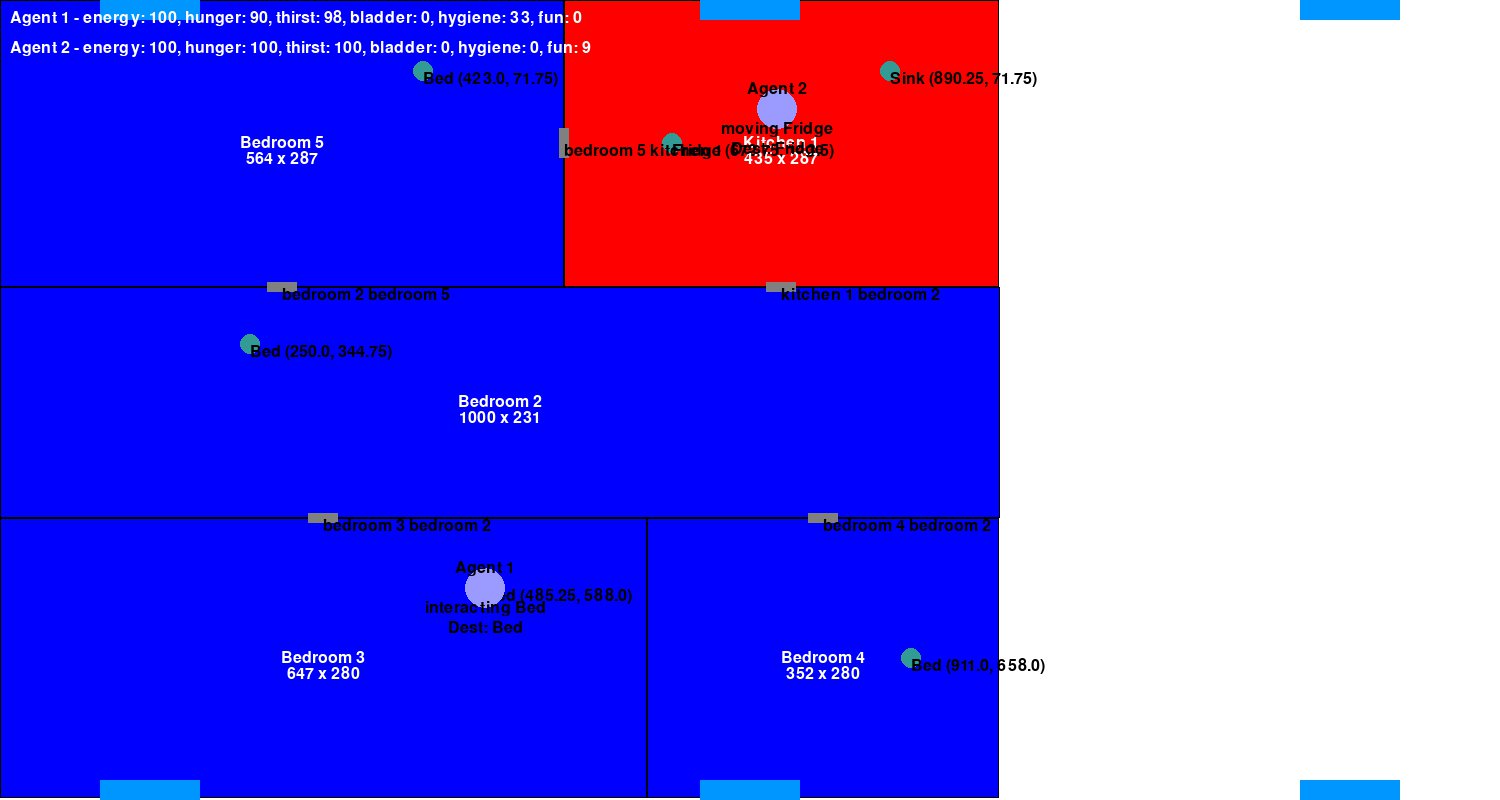 Agent 1 - energy: 100, hunger: 90, thirst: 98, bladder: 0, hygiene: 33, fun: 0
Agent 2 - energy: 100, hunger: 100, thirst: 100, bladder: 0, hygiene: 0, fun: 9
Bed (423.0, 71.75)
Sink (890.25, 71.75)
Agent 2
moving Fridge
Bedroom 5
564 x 287
bedroom 5 kitchen 1
Fridge
Dest: Fridge
Kitchen 1
435 x 287
bedroom 2 bedroom 5
kitchen 1 bedroom 2
Bed (250.0, 344.75)
Bedroom 2
1000 x 231
bedroom 3 bedroom 2
bedroom 4 bedroom 2
Agent 1
(485.25, 588.0)
interacting Bed
Dest: Bed
Bedroom 3
647 x 280
Bedroom 4
352 x 280
Bed (911.0, 658.0)